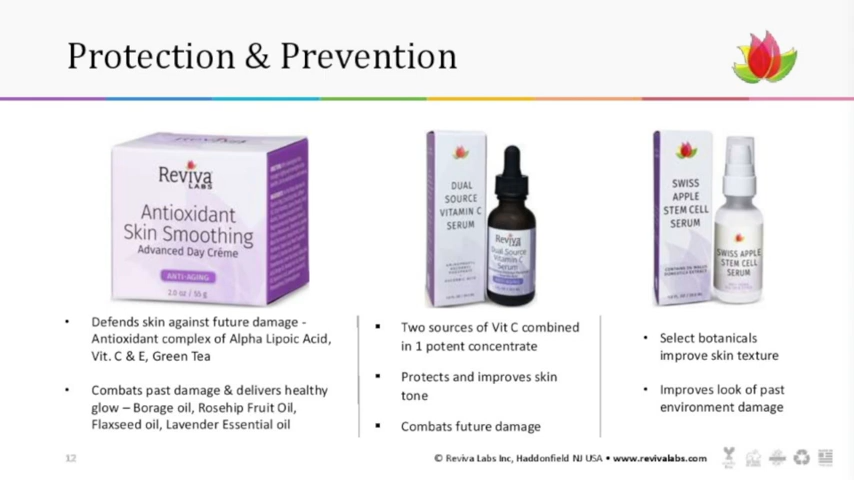 Protection & Prevention
Reviva
LABS
Antioxidant
Skin Smoothing
Advanced Day Crème
ANTI-AGING
2.0 oz / 55 g
DUAL
SOURCE
VITAMIN C
SERUM
Reviva
LABS
Dual Source
Vitamin C
Serum
SWISS
APPLE
STEM CELL
SERUM
SWISS APPLE
STEM CELL
SERUM
• Defends skin against future damage -
Antioxidant complex of Alpha Lipoic Acid,
Vit. C & E, Green Tea
• Combats past damage & delivers healthy
glow – Borage oil, Rosehip Fruit Oil,
Flaxseed oil, Lavender Essential oil
▪ Two sources of Vit C combined
in 1 potent concentrate
▪ Protects and improves skin
tone
▪ Combats future damage
• Select botanicals
improve skin texture
• Improves look of past
environment damage
12
© Reviva Labs Inc, Haddonfield NJ USA • www.revivalabs.com